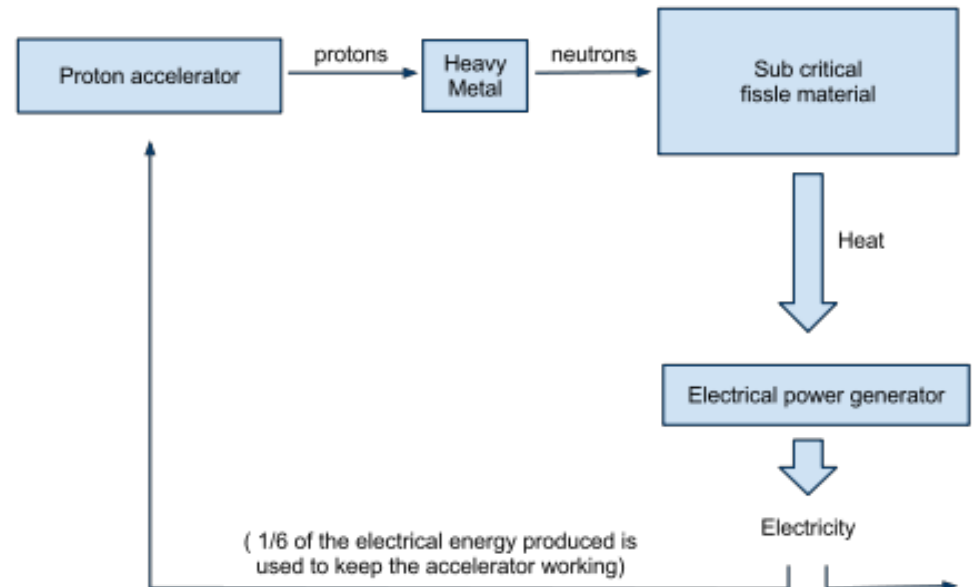 Proton accelerator
protons
Heavy
Metal
neutrons
Sub critical
fissle material
Heat
Electrical power generator
Electricity
( 1/6 of the electrical energy produced is
used to keep the accelerator working)